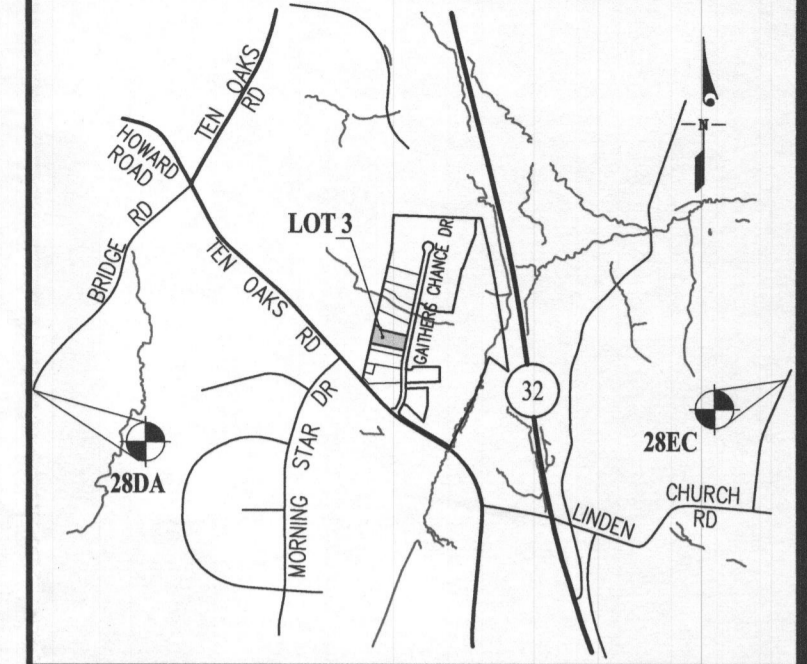 TEN OAKS
RD
HOWARD
ROAD
N
BRIDGE RD
LOT 3
TEN OAKS RD
GAITHERS CHANCE DR
32
28DA
MORNING STAR DR
28EC
LINDEN CHURCH
RD